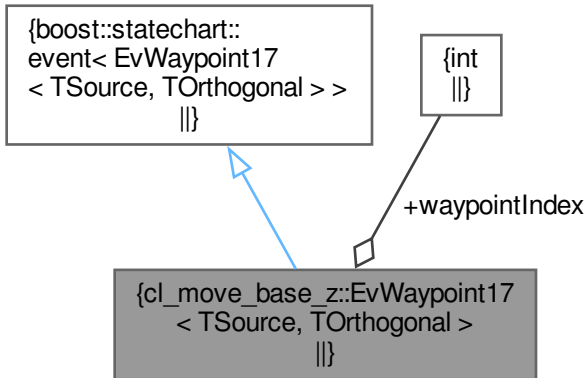 {boost::statechart::
event< EvWaypoint17
< TSource, TOrthogonal > >
||}
{int
||}
+waypointIndex
{cl_move_base_z::EvWaypoint17
< TSource, TOrthogonal >
||}